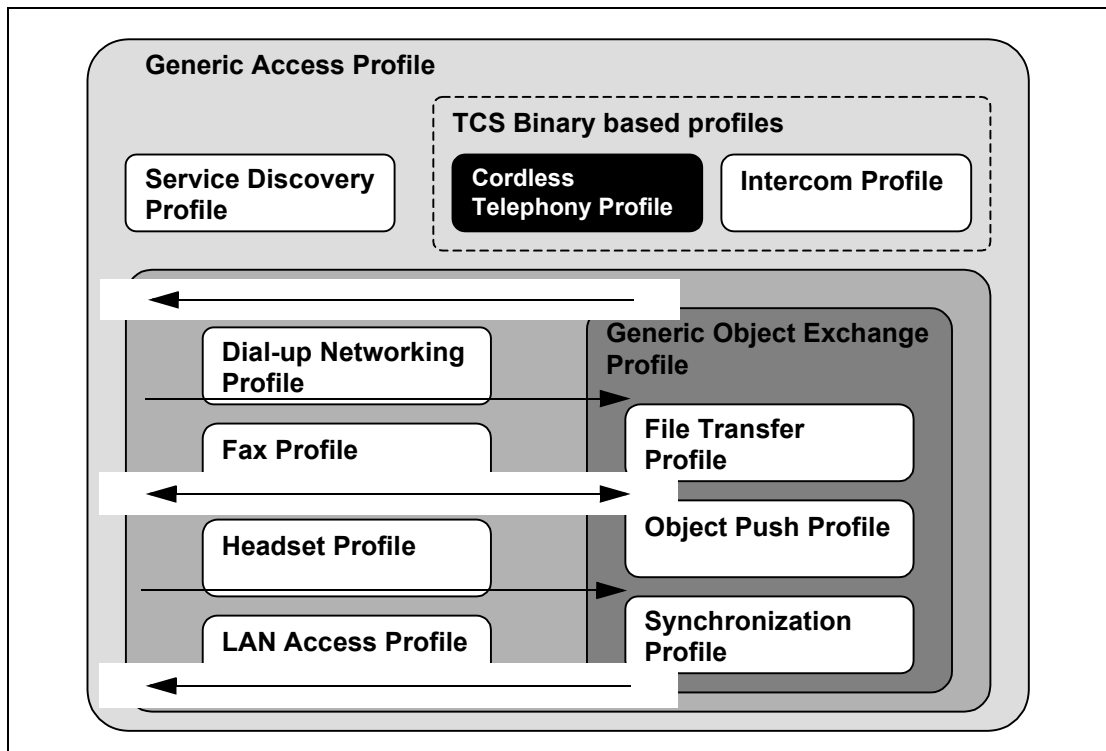 Generic Access Profile
TCS Binary based profiles
Service Discovery
Profile
Cordless
Telephony Profile
Intercom Profile
Generic Object Exchange
Profile
Dial-up Networking
Profile
File Transfer
Profile
Fax Profile
Object Push Profile
Headset Profile
Synchronization
Profile
LAN Access Profile